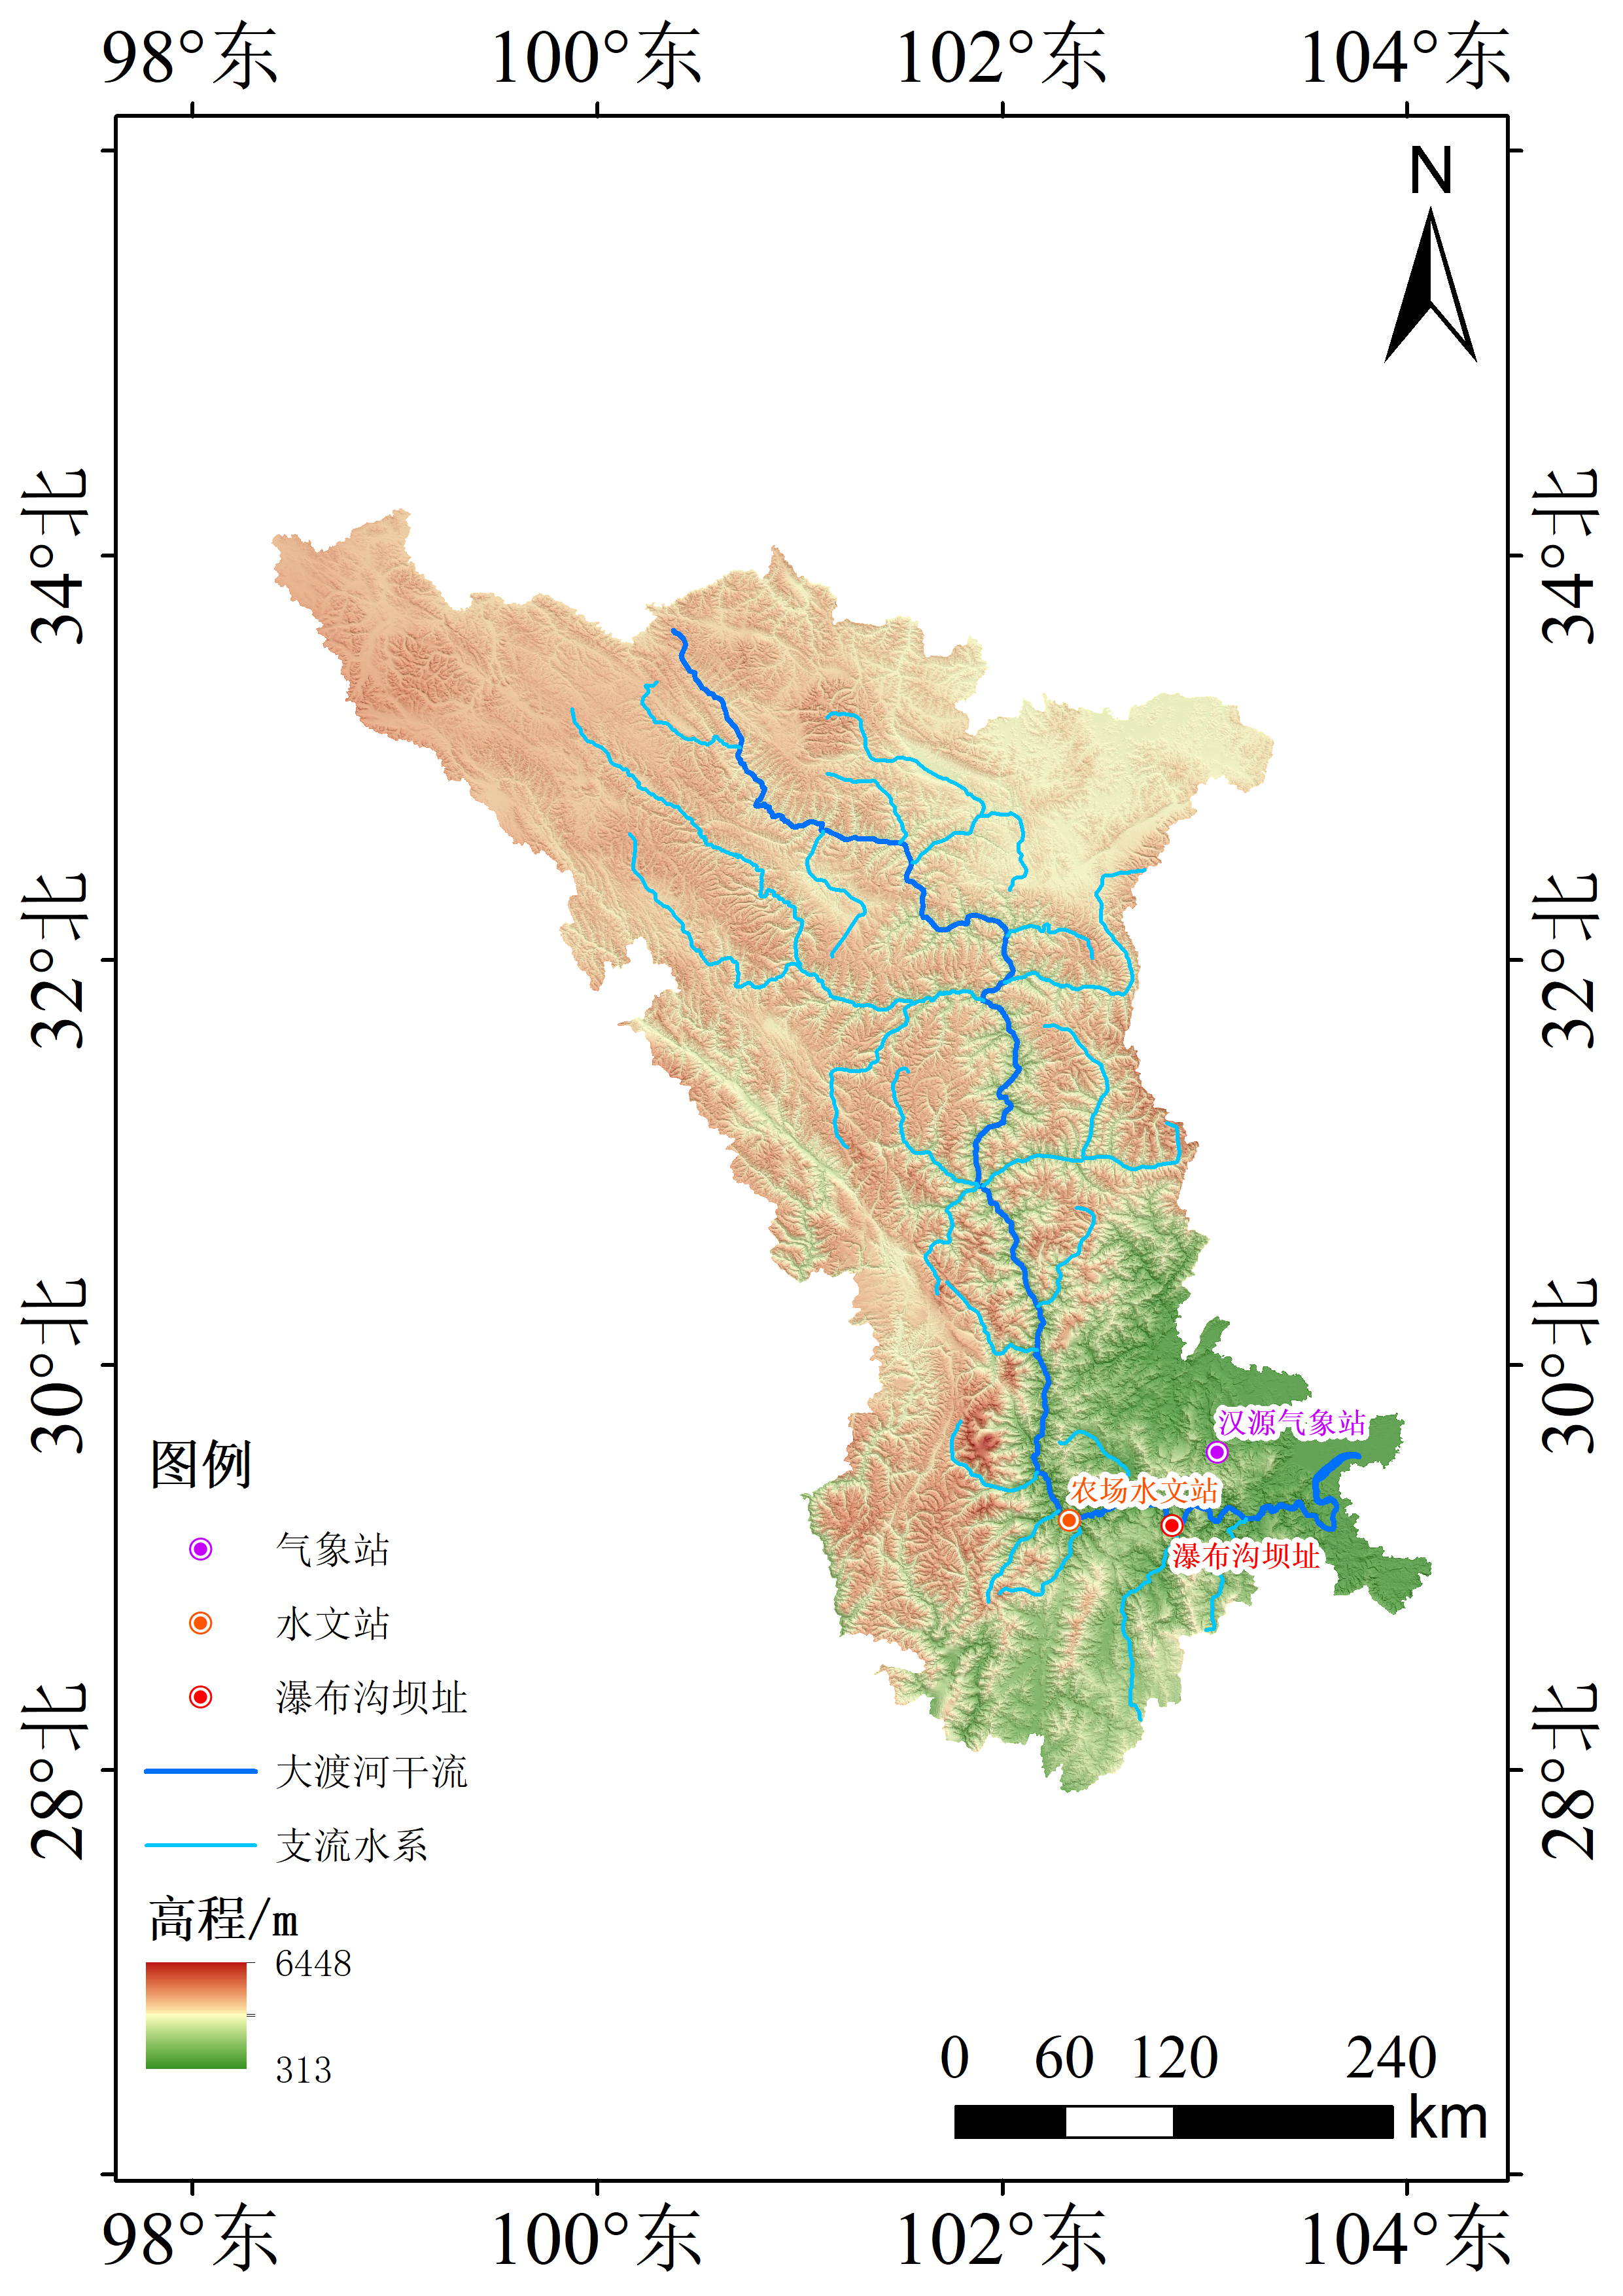 98°东 100°东 102°东 104°东
N
34°北
34°北
32°北
32°北
30°北
30°北
28°北
28°北
汉源气象站
农场水文站
瀑布沟坝址
图例
气象站
水文站
瀑布沟坝址
大渡河干流
支流水系
高程/m
6448
313
0 60 120 240
km
98°东 100°东 102°东 104°东